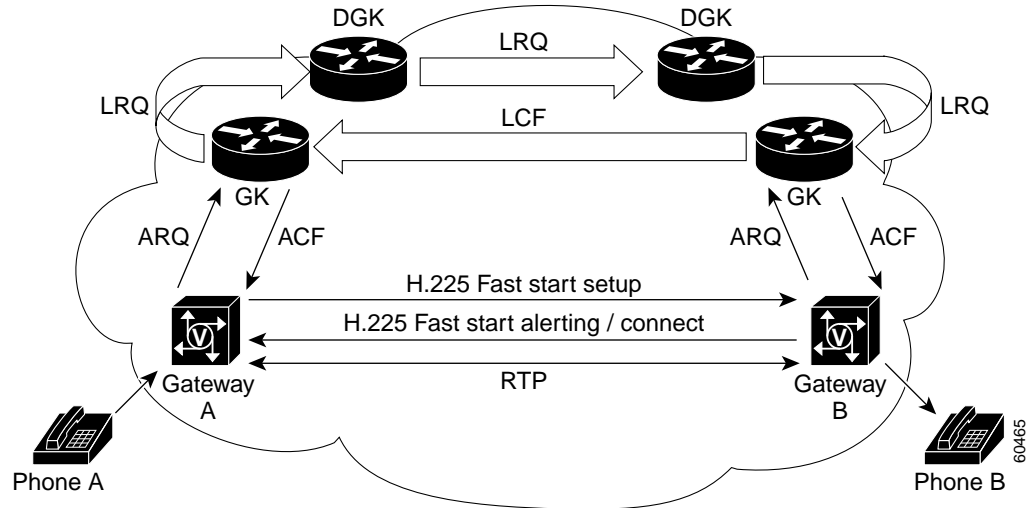 DGK
DGK
LRQ
LRQ
LRQ
LCF
GK
GK
ARQ
ACF
ARQ
ACF
H.225 Fast start setup
H.225 Fast start alerting / connect
RTP
V
V
Gateway
A
Gateway
B
Phone A
Phone B
60465